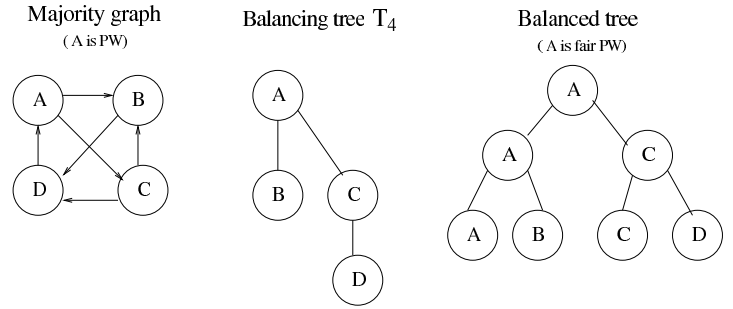 Majority graph
( A is PW)
A
B
D
C
Balancing tree T4
A
B
C
D
Balanced tree
( A is fair PW)
A
A
C
A
B
C
D